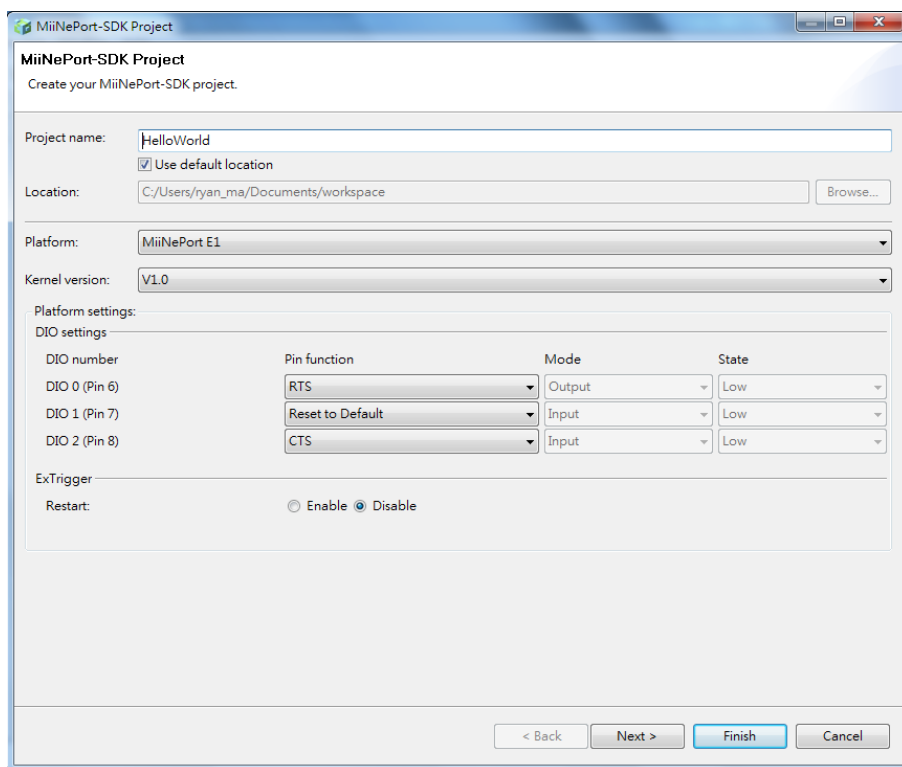 MiiNePort-SDK Project
MiiNePort-SDK Project
Create your MiiNePort-SDK project.
Project name: HelloWorld
Use default location
Location: C:/Users/ryan_ma/Documents/workspace Browse...
Platform: MiiNePort E1
Kernel version: V1.0
Platform settings:
DIO settings
DIO number Pin function Mode State
DIO 0 (Pin 6) RTS Output Low
DIO 1 (Pin 7) Reset to Default Input Low
DIO 2 (Pin 8) CTS Input Low
ExTrigger
Restart: Enable Disable
< Back Next > Finish Cancel